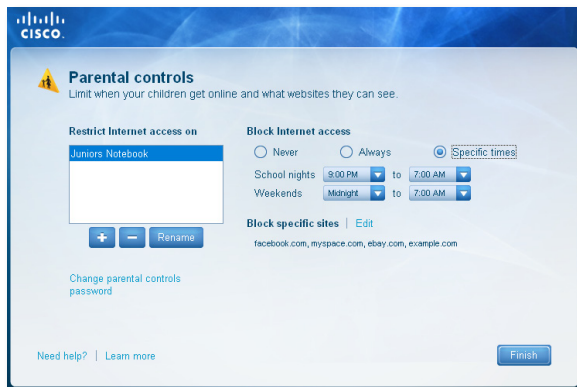 CISCO.
Parental controls
Limit when your children get online and what websites they can see.
Restrict Internet access on
Juniors Notebook
Rename
Change parental controls
password
Block Internet access
Never Always Specific times
School nights 9:00 PM to 7:00 AM
Weekends Midnight to 7:00 AM
Block specific sites | Edit
facebook.com, myspace.com, ebay.com, example.com
Need help? | Learn more
Finish